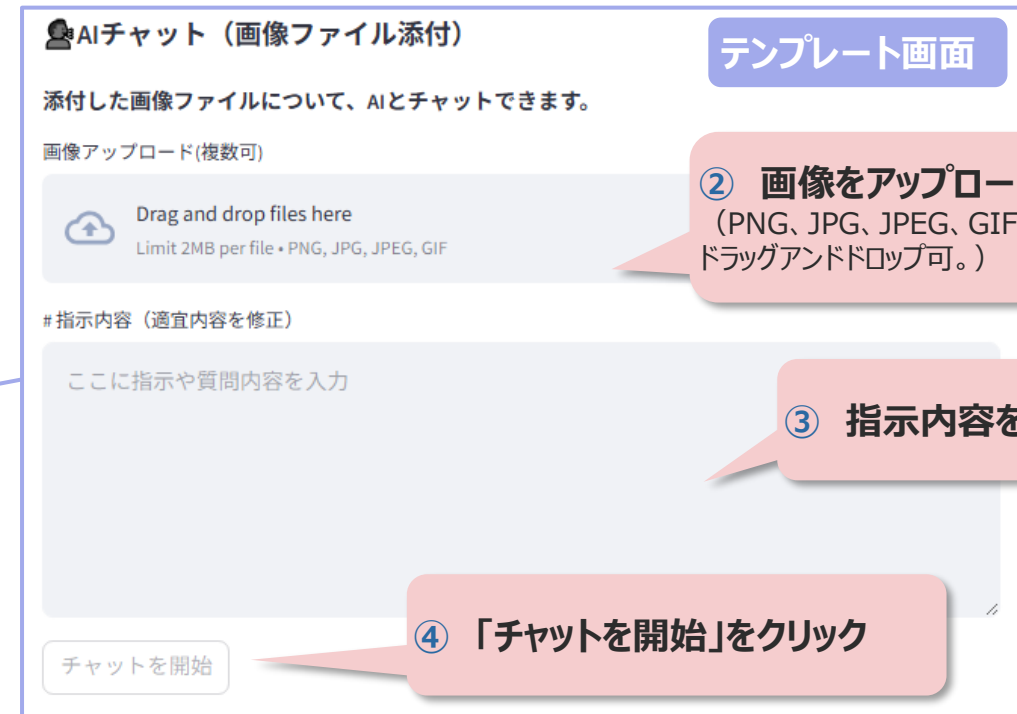 AIチャット（画像ファイル添付）
テンプレート画面
添付した画像ファイルについて、AIとチャットできます。
画像アップロード(複数可)
② 画像をアップロー
（PNG、JPG、JPEG、GIF
ドラッグアンドドロップ可。）
Drag and drop files here
Limit 2MB per file • PNG, JPG, JPEG, GIF
# 指示内容（適宜内容を修正）
ここに指示や質問内容を入力
③ 指示内容を
④ 「チャットを開始」をクリック
チャットを開始